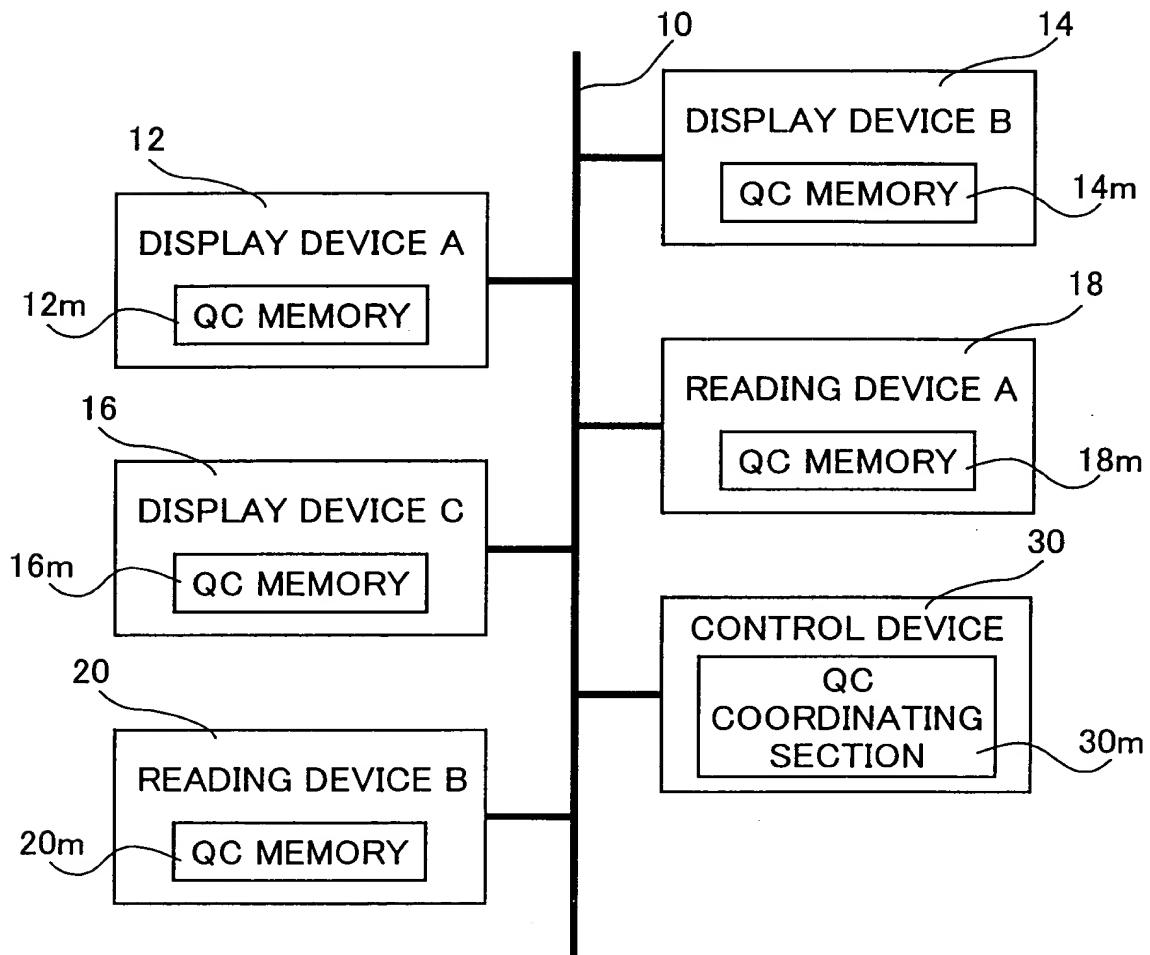 10
14
DISPLAY DEVICE B
QC MEMORY
14m
12
DISPLAY DEVICE A
QC MEMORY
12m
18
READING DEVICE A
QC MEMORY
18m
16
DISPLAY DEVICE C
QC MEMORY
16m
30
CONTROL DEVICE
QC
COORDINATING
SECTION
30m
20
READING DEVICE B
QC MEMORY
20m